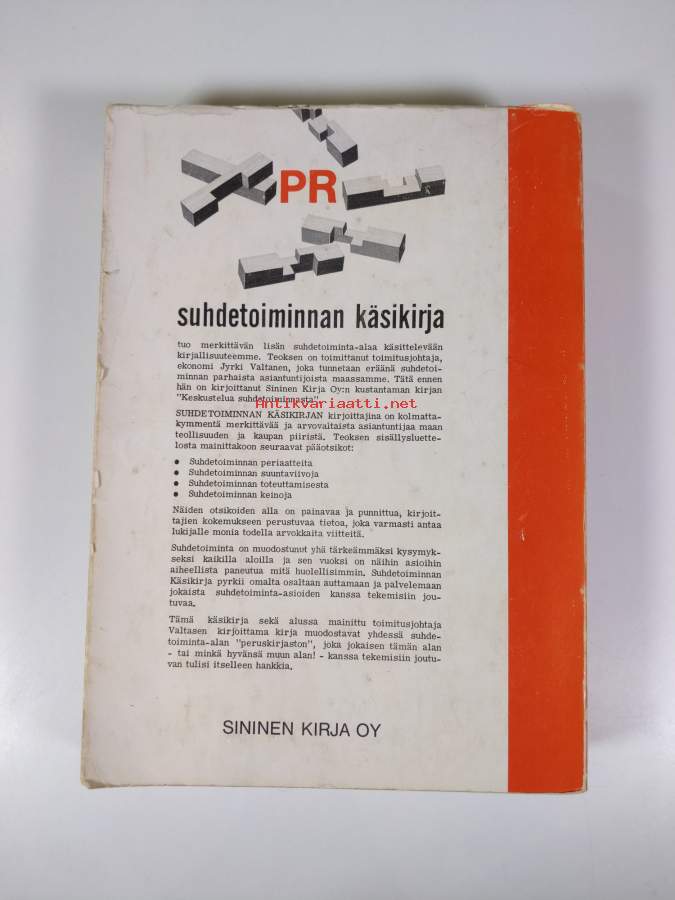 PR
suhdetoiminnan käsikirja
tuo merkittävän lisän suhdetoiminta-alaa käsittelevään
kirjallisuuteemme. Teoksen on toimittanut toimitusjohtaja,
ekonomi Jyrki Valtanen, joka tunnetaan eräänä suhdetoi-
minnan parhaista asiantuntijoista maassamme. Tätä ennen
hän on kirjoittanut Sininen Kirja Oy:n kustantaman kirjan
"Keskustelua suhdetoiminnasta".
Antikvariaatti.net
SUHDETOIMINNAN KÄSIKIRJAN kirjoittajina on kolmatta-
kymmentä merkittävää ja arvovaltaista asiantuntijaa maan
teollisuuden ja kaupan piiristä. Teoksen sisällysluette-
losta mainittakoon seuraavat pääotsikot:
● Suhdetoiminnan periaatteita
● Suhdetoiminnan suuntaviivoja
● Suhdetoiminnan toteuttamisesta
● Suhdetoiminnan keinoja
Näiden otsikoiden alla on painavaa ja punnittua, kirjoit-
tajien kokemukseen perustuvaa tietoa, joka varmasti antaa
lukijalle monia todella arvokkaita viitteitä.
Suhdetoiminta on muodostunut yhä tärkeämmäksi kysymyk-
seksi kaikilla aloilla ja sen vuoksi on näihin asioihin
aiheellista paneutua mitä huolellisimmin. Suhdetoiminnan
Käsikirja pyrkii omalta osaltaan auttamaan ja palvelemaan
jokaista suhdetoiminta-asioiden kanssa tekemisiin jou-
tuvaa.
Tämä käsikirja sekä alussa mainittu toimitusjohtaja
Valtasen kirjoittama kirja muodostavat yhdessä suhde-
toiminta-alan "peruskirjaston", joka jokaisen tämän alan
- tai minkä hyvänsä muun alan! - kanssa tekemisiin joutu-
van tulisi itselleen hankkia.
SININEN KIRJA OY